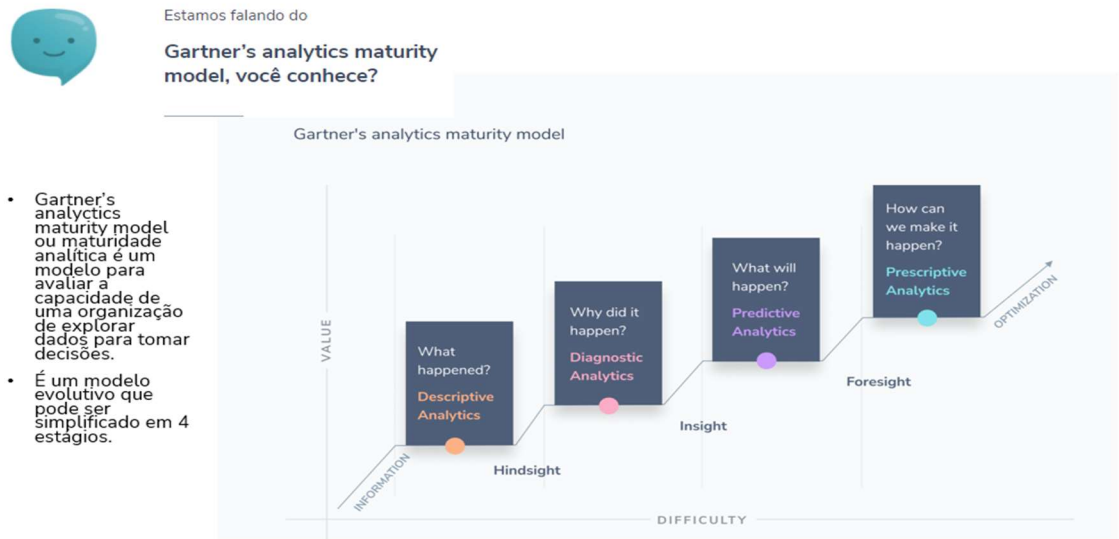 Estamos falando do
Gartner's analytics maturity
model, você conhece?
Gartner's analytics maturity model
• Gartner's
analyctics
maturity model
ou maturidade
analítica é um
modelo para
avaliar a
capacidade de
uma organização
de explorar
dados para tomar
decisões.
• É um modelo
evolutivo que
pode ser
simplificado em 4
estágios.
VALUE
INFORMATION
What
happened?
Descriptive
Analytics
Hindsight
Why did it
happen?
Diagnostic
Analytics
Insight
What will
happen?
Predictive
Analytics
Foresight
How can
we make it
happen?
Prescriptive
Analytics
OPTIMIZATION
DIFFICULTY